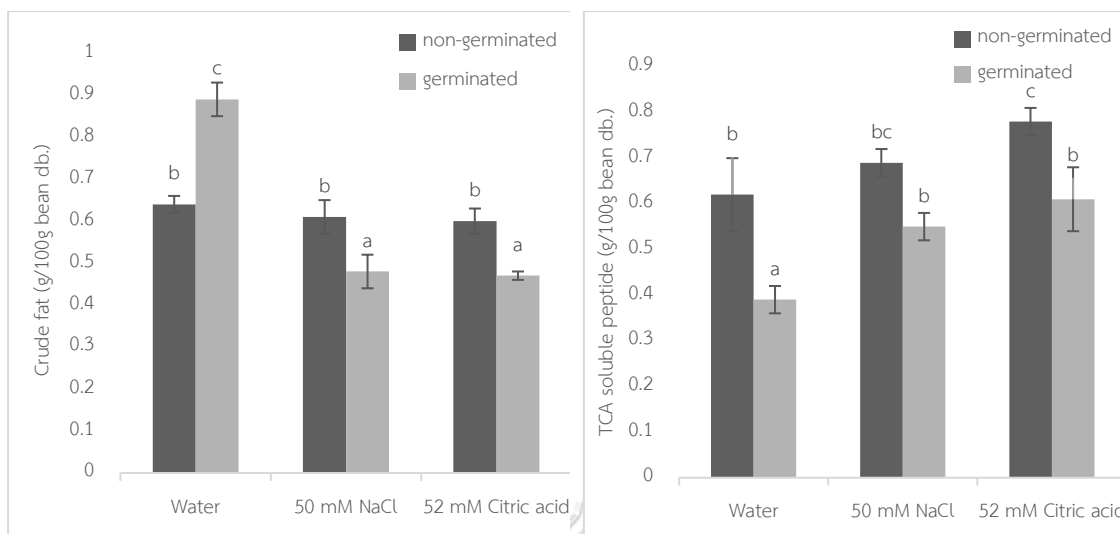 Crude fat (g/100g bean db.)
1
0.9
0.8
0.7
0.6
0.5
0.4
0.3
0.2
0.1
0
non-germinated
germinated
b
c
b
a
b
a
Water
50 mM NaCl
52 mM Citric acid
TCA soluble peptide (g/100g bean db.)
0.9
0.8
0.7
0.6
0.5
0.4
0.3
0.2
0.1
0
non-germinated
germinated
b
a
bc
b
c
b
Water
50 mM NaCl
52 mM Citric acid